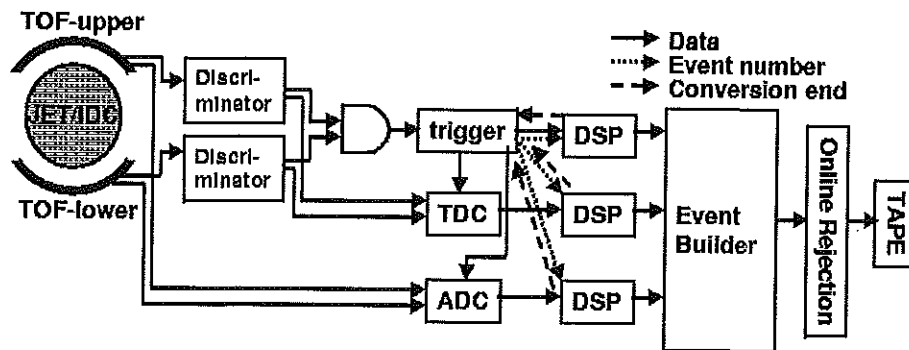 TOF-upper
JET/IDC
TOF-lower
Discri-
minator
Discri-
minator
trigger
TDC
ADC
Data
Event number
Conversion end
DSP
DSP
DSP
Event
Builder
Online Rejection
TAPE